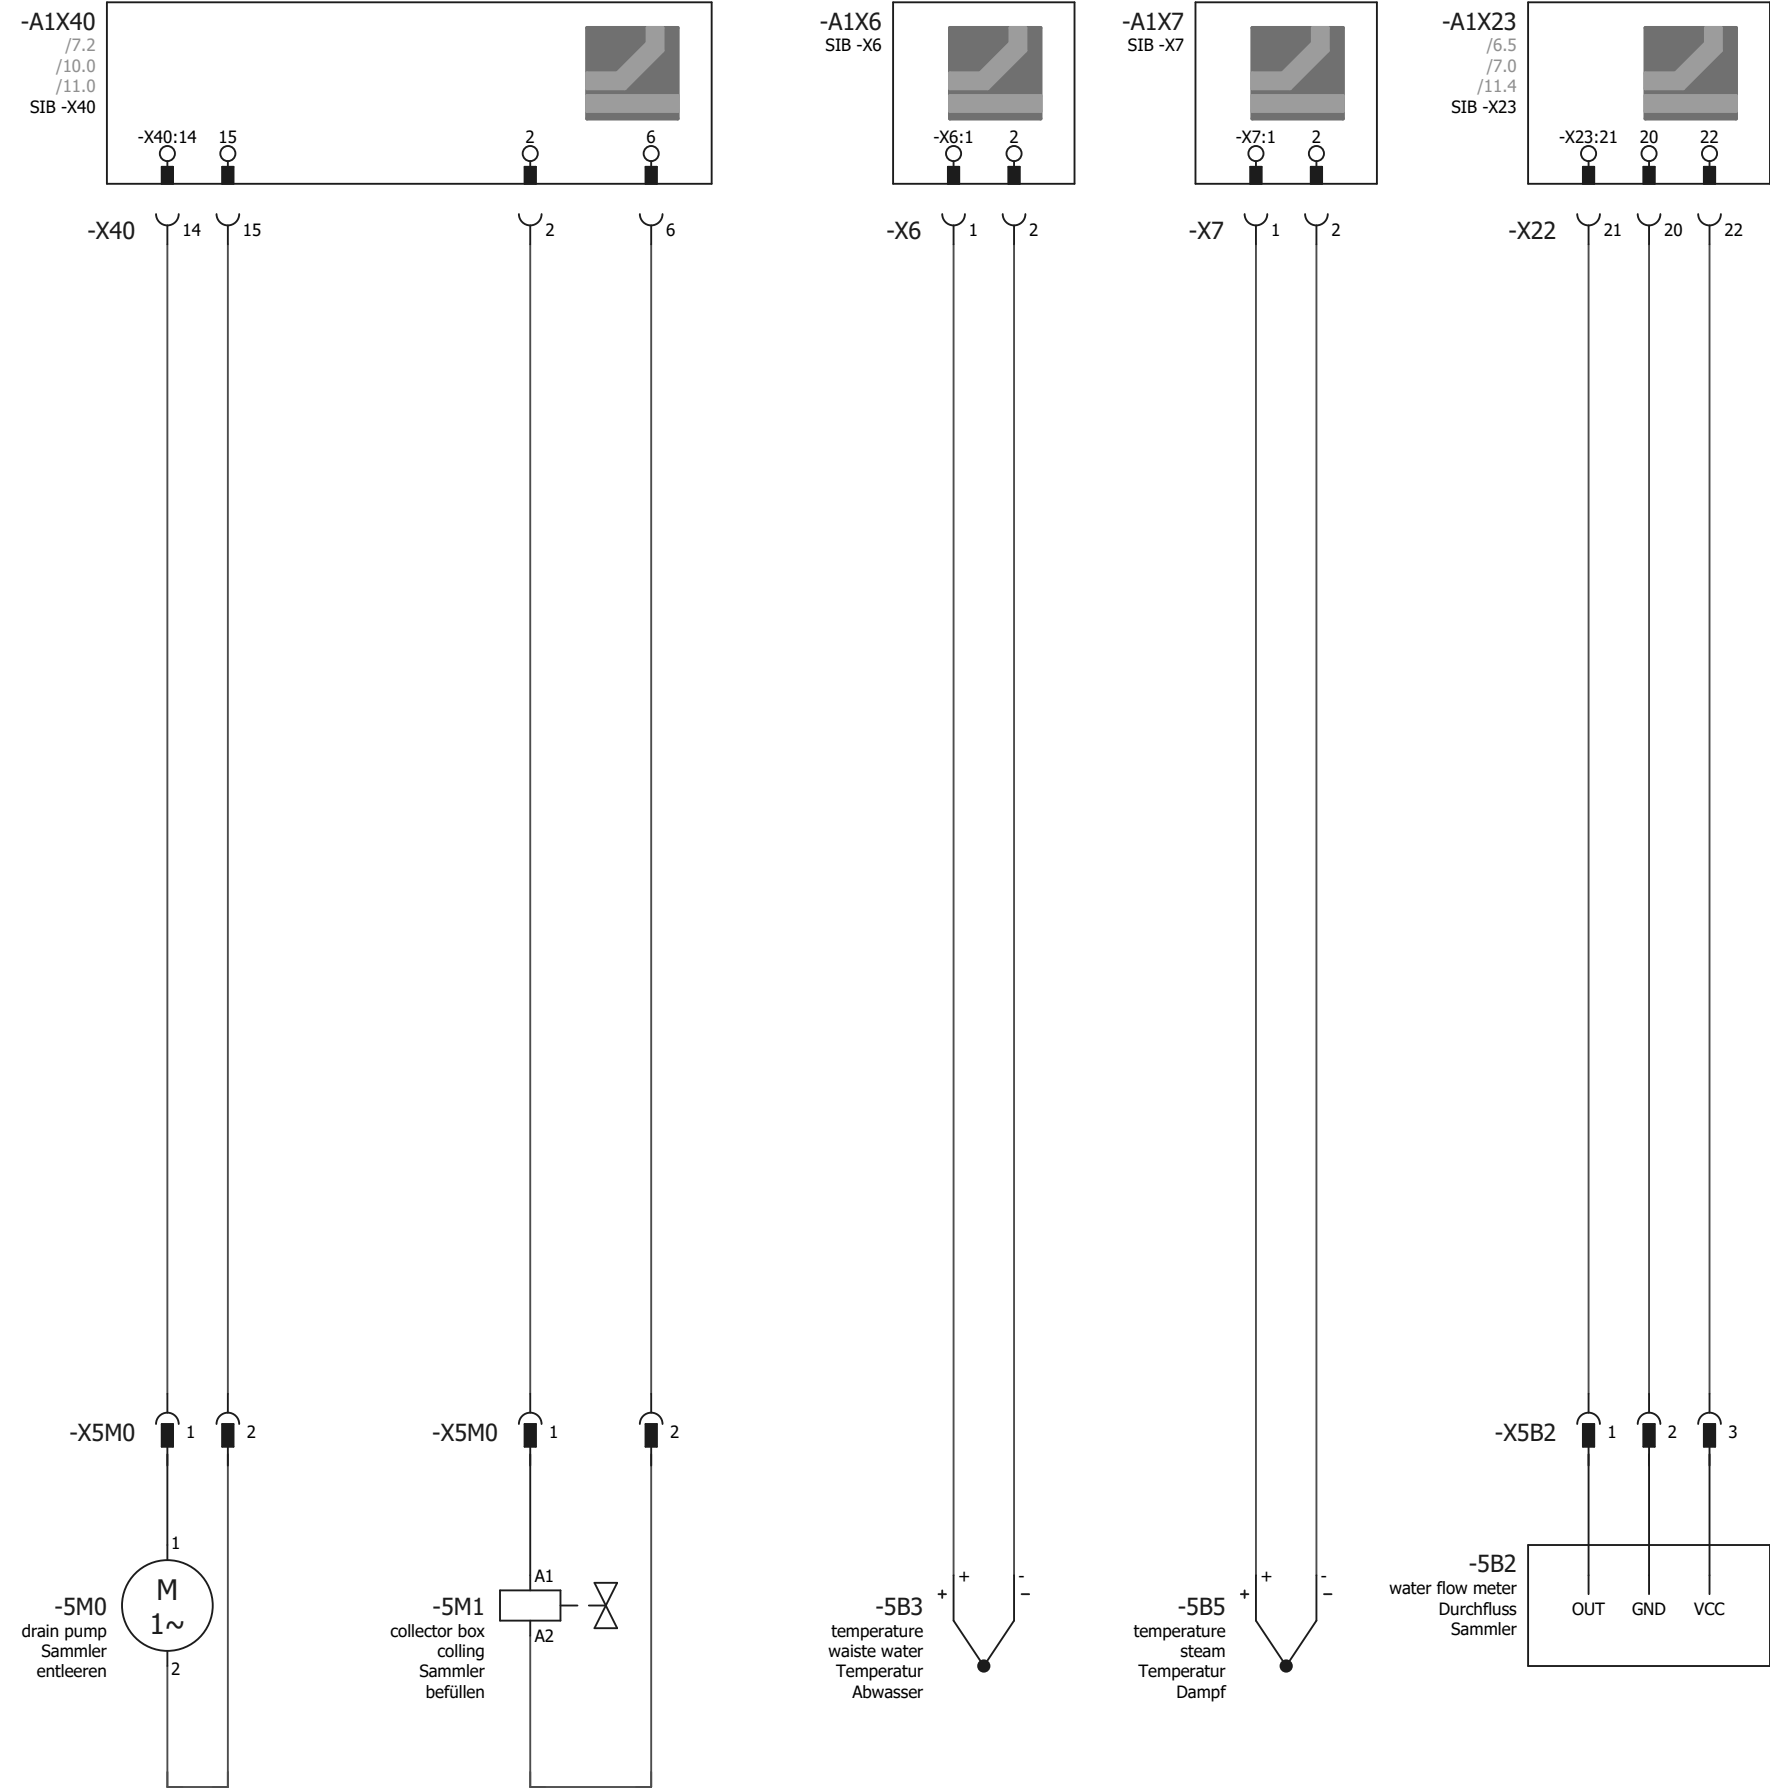 -A1X40
/7.2
/10.0
/11.0
SIB -X40
-X40:14 15 2 6
-A1X6
SIB -X6
-X6:1 2
-A1X7
SIB -X7
-X7:1 2
-A1X23
/6.5
/7.0
/11.4
SIB -X23
-X23:21 20 22
-X40 14 15 2 6
-X6 1 2
-X7 1 2
-X22 21 20 22
-X5M0 1 2
-X5M0 1 2
-X5B2 1 2 3
1
M
1~
2
-5M0
drain pump
Sammler
entleeren
A1
A2
-5M1
collector box
colling
Sammler
befüllen
+ -
+ −
-5B3
temperature
waiste water
Temperatur
Abwasser
+ -
+ −
-5B5
temperature
steam
Temperatur
Dampf
-5B2
water flow meter
Durchfluss
Sammler
OUT GND VCC